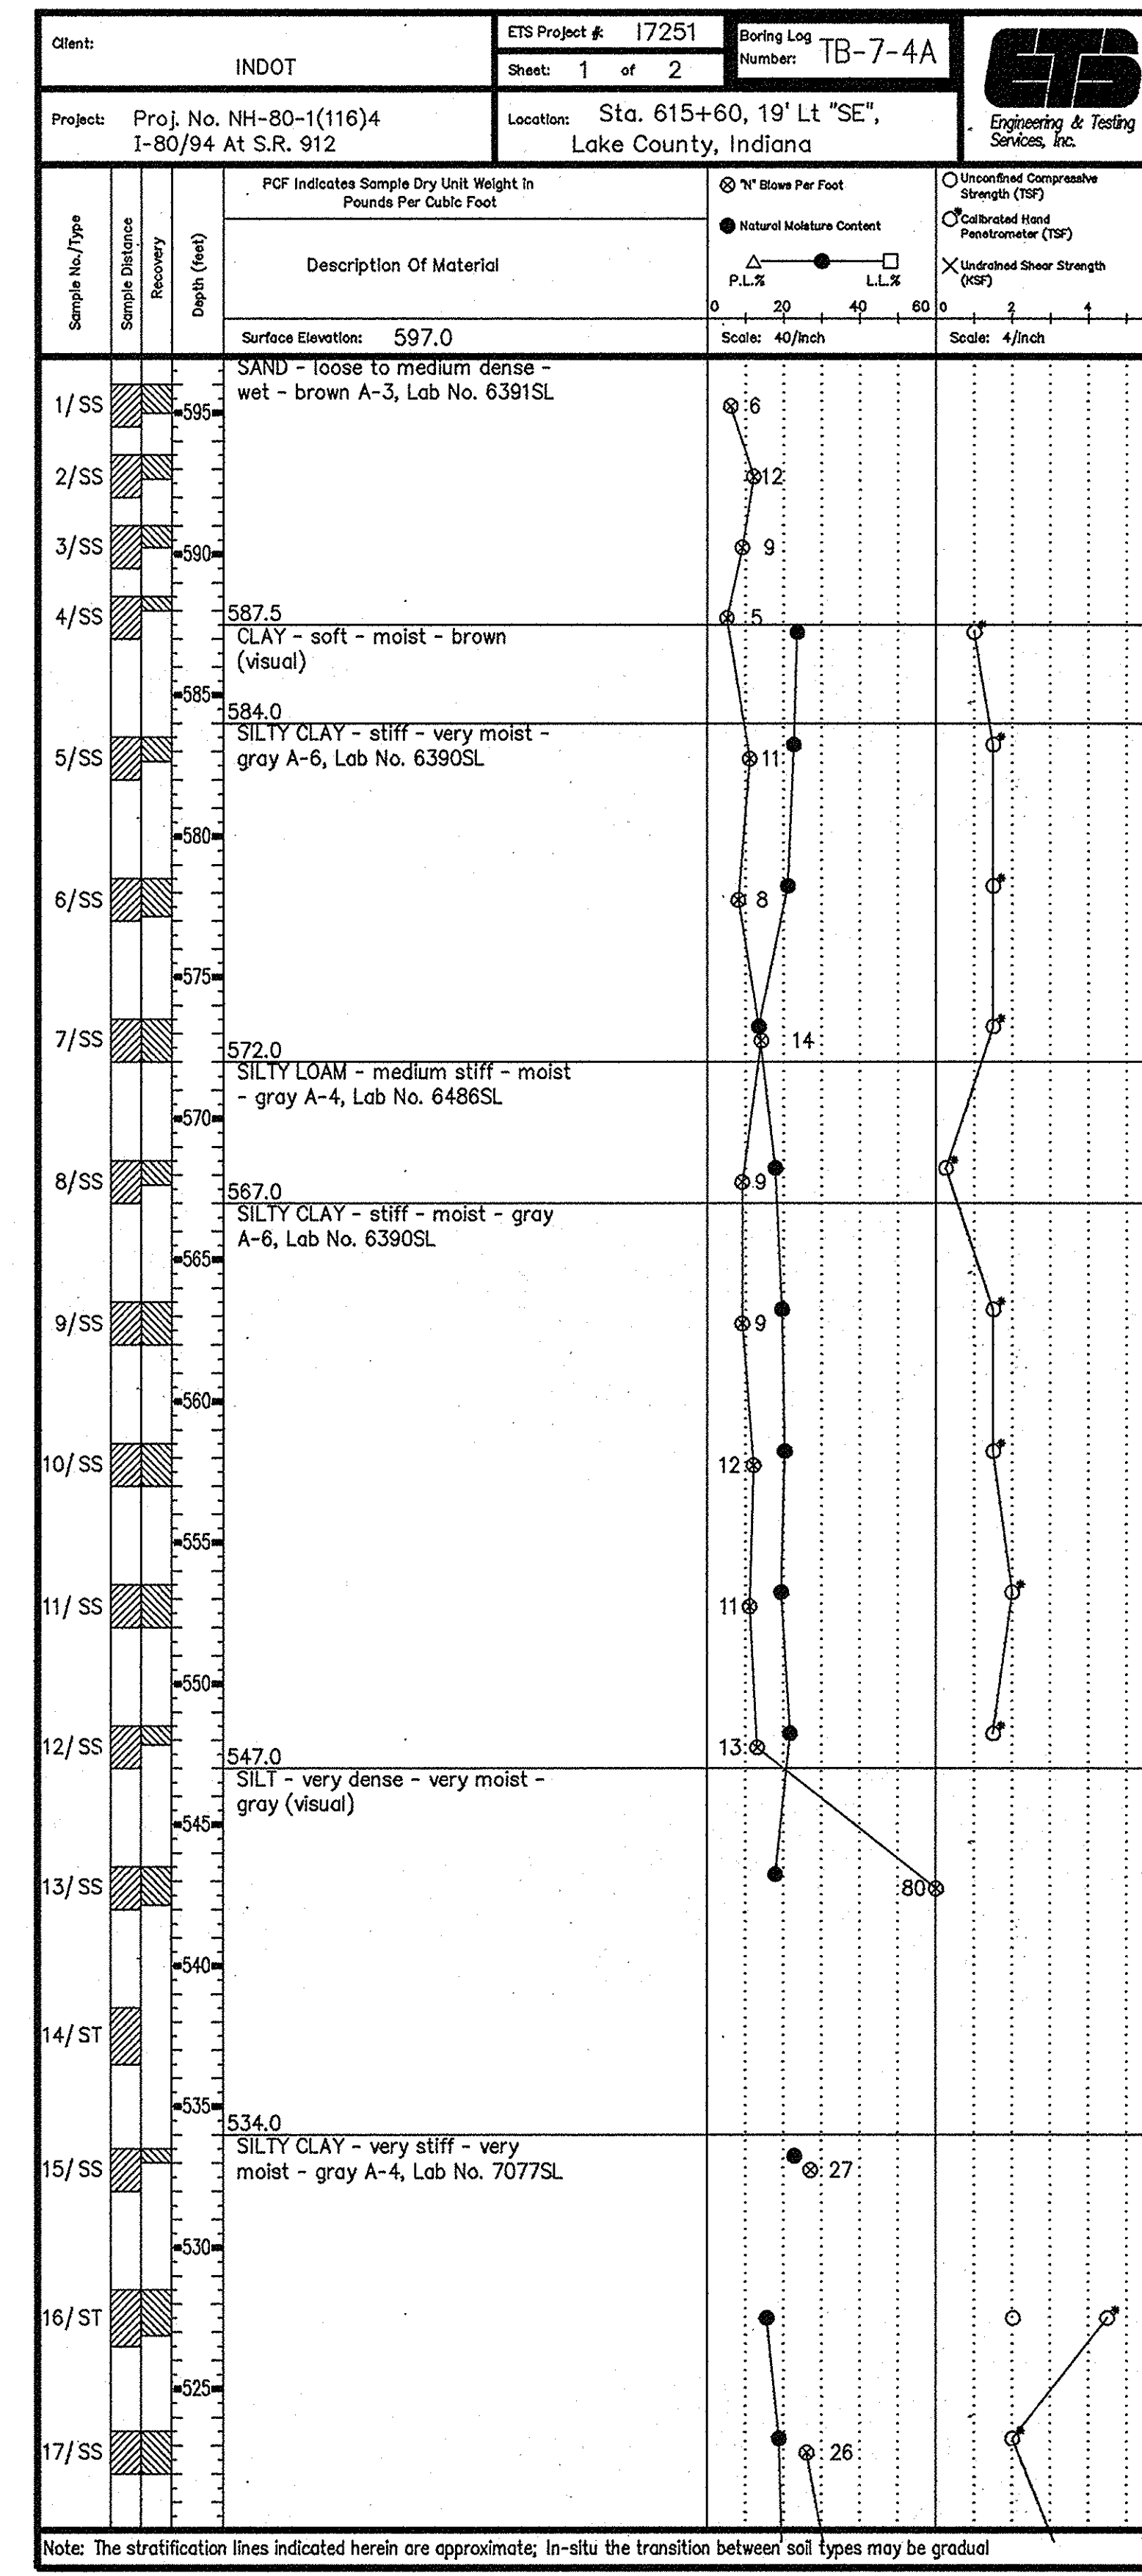 Client:
INDOT
ETS Project #: 17251
Sheet: 1 of 2
Boring Log
Number: TB-7-4A
ETS
Engineering & Testing
Services, Inc.
Project: Proj. No. NH-80-1(116)4
I-80/94 At S.R. 912
Location: Sta. 615+60, 19' Lt "SE",
Lake County, Indiana
Sample No./Type
Sample Distance
Recovery
Depth (feet)
PCF Indicates Sample Dry Unit Weight in
Pounds Per Cubic Foot
Description Of Material
Surface Elevation: 597.0
"N" Blows Per Foot
Natural Moisture Content
P.L.% L.L.%
0 20 40 60
Scale: 40/inch
Unconfined Compressive
Strength (TSF)
* Calibrated Hand
Penetrometer (TSF)
Undrained Shear Strength
(KSF)
0 2 4
Scale: 4/inch
SAND - loose to medium dense -
wet - brown A-3, Lab No. 6391SL
1/SS 595 6
2/SS 12
3/SS 590 9
4/SS 5
587.5
CLAY - soft - moist - brown
(visual)
*
585
584.0
SILTY CLAY - stiff - very moist -
gray A-6, Lab No. 6390SL
5/SS 11 *
580
6/SS 8 *
575
7/SS 14 *
572.0
SILTY LOAM - medium stiff - moist
- gray A-4, Lab No. 6486SL
570
8/SS 9 *
567.0
SILTY CLAY - stiff - moist - gray
A-6, Lab No. 6390SL
565
9/SS 9 *
560
10/SS 12 *
555
11/SS 11 *
550
12/SS 13 *
547.0
SILT - very dense - very moist -
gray (visual)
545
13/SS 80
540
14/ST
535
534.0
SILTY CLAY - very stiff - very
moist - gray A-4, Lab No. 7077SL
15/SS 27
530
16/ST *
525
17/SS 26 *
Note: The stratification lines indicated herein are approximate; In-situ the transition between soil types may be gradual